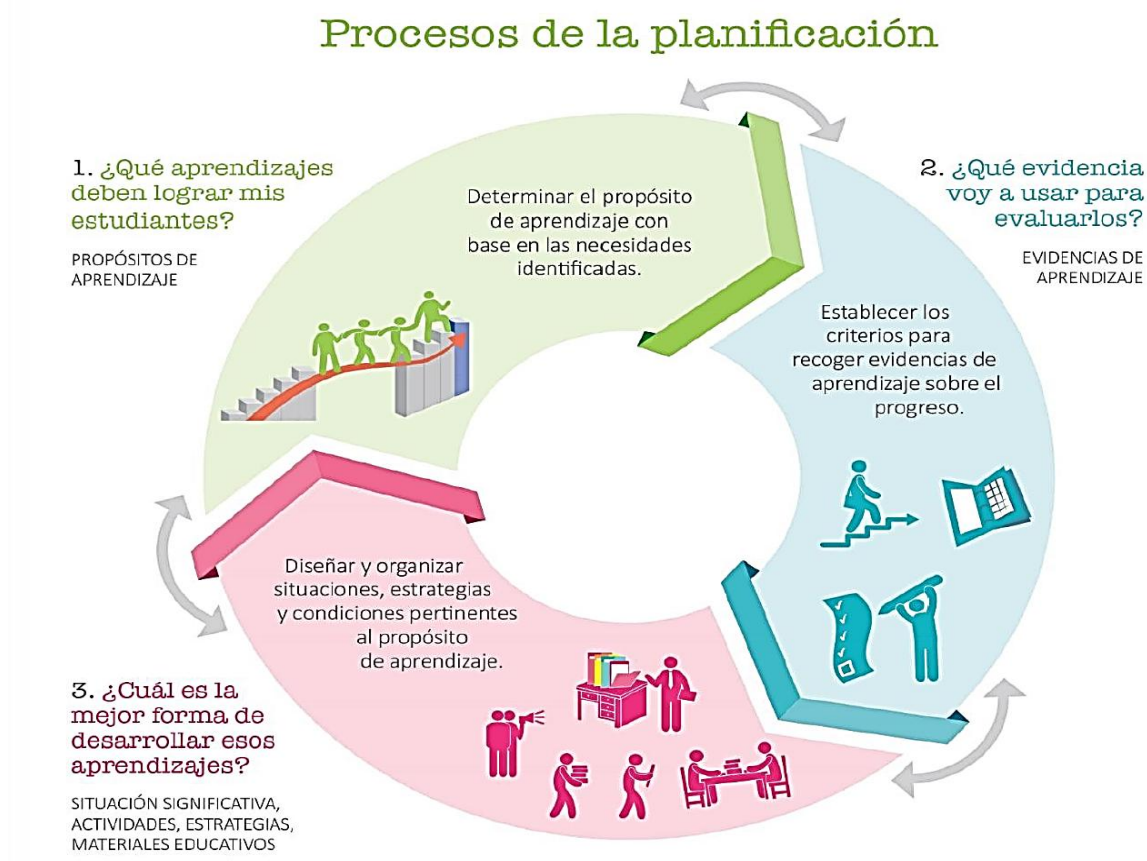 Procesos de la planificación
1. ¿Qué aprendizajes
deben lograr mis
estudiantes?
PROPÓSITOS DE
APRENDIZAJE
Determinar el propósito
de aprendizaje con
base en las necesidades
identificadas.
2. ¿Qué evidencia
voy a usar para
evaluarlos?
EVIDENCIAS DE
APRENDIZAJE
Establecer los
criterios para
recoger evidencias de
aprendizaje sobre el
progreso.
Diseñar y organizar
situaciones, estrategias
y condiciones pertinentes
al propósito
de aprendizaje.
3. ¿Cuál es la
mejor forma de
desarrollar esos
aprendizajes?
SITUACIÓN SIGNIFICATIVA,
ACTIVIDADES, ESTRATEGIAS,
MATERIALES EDUCATIVOS